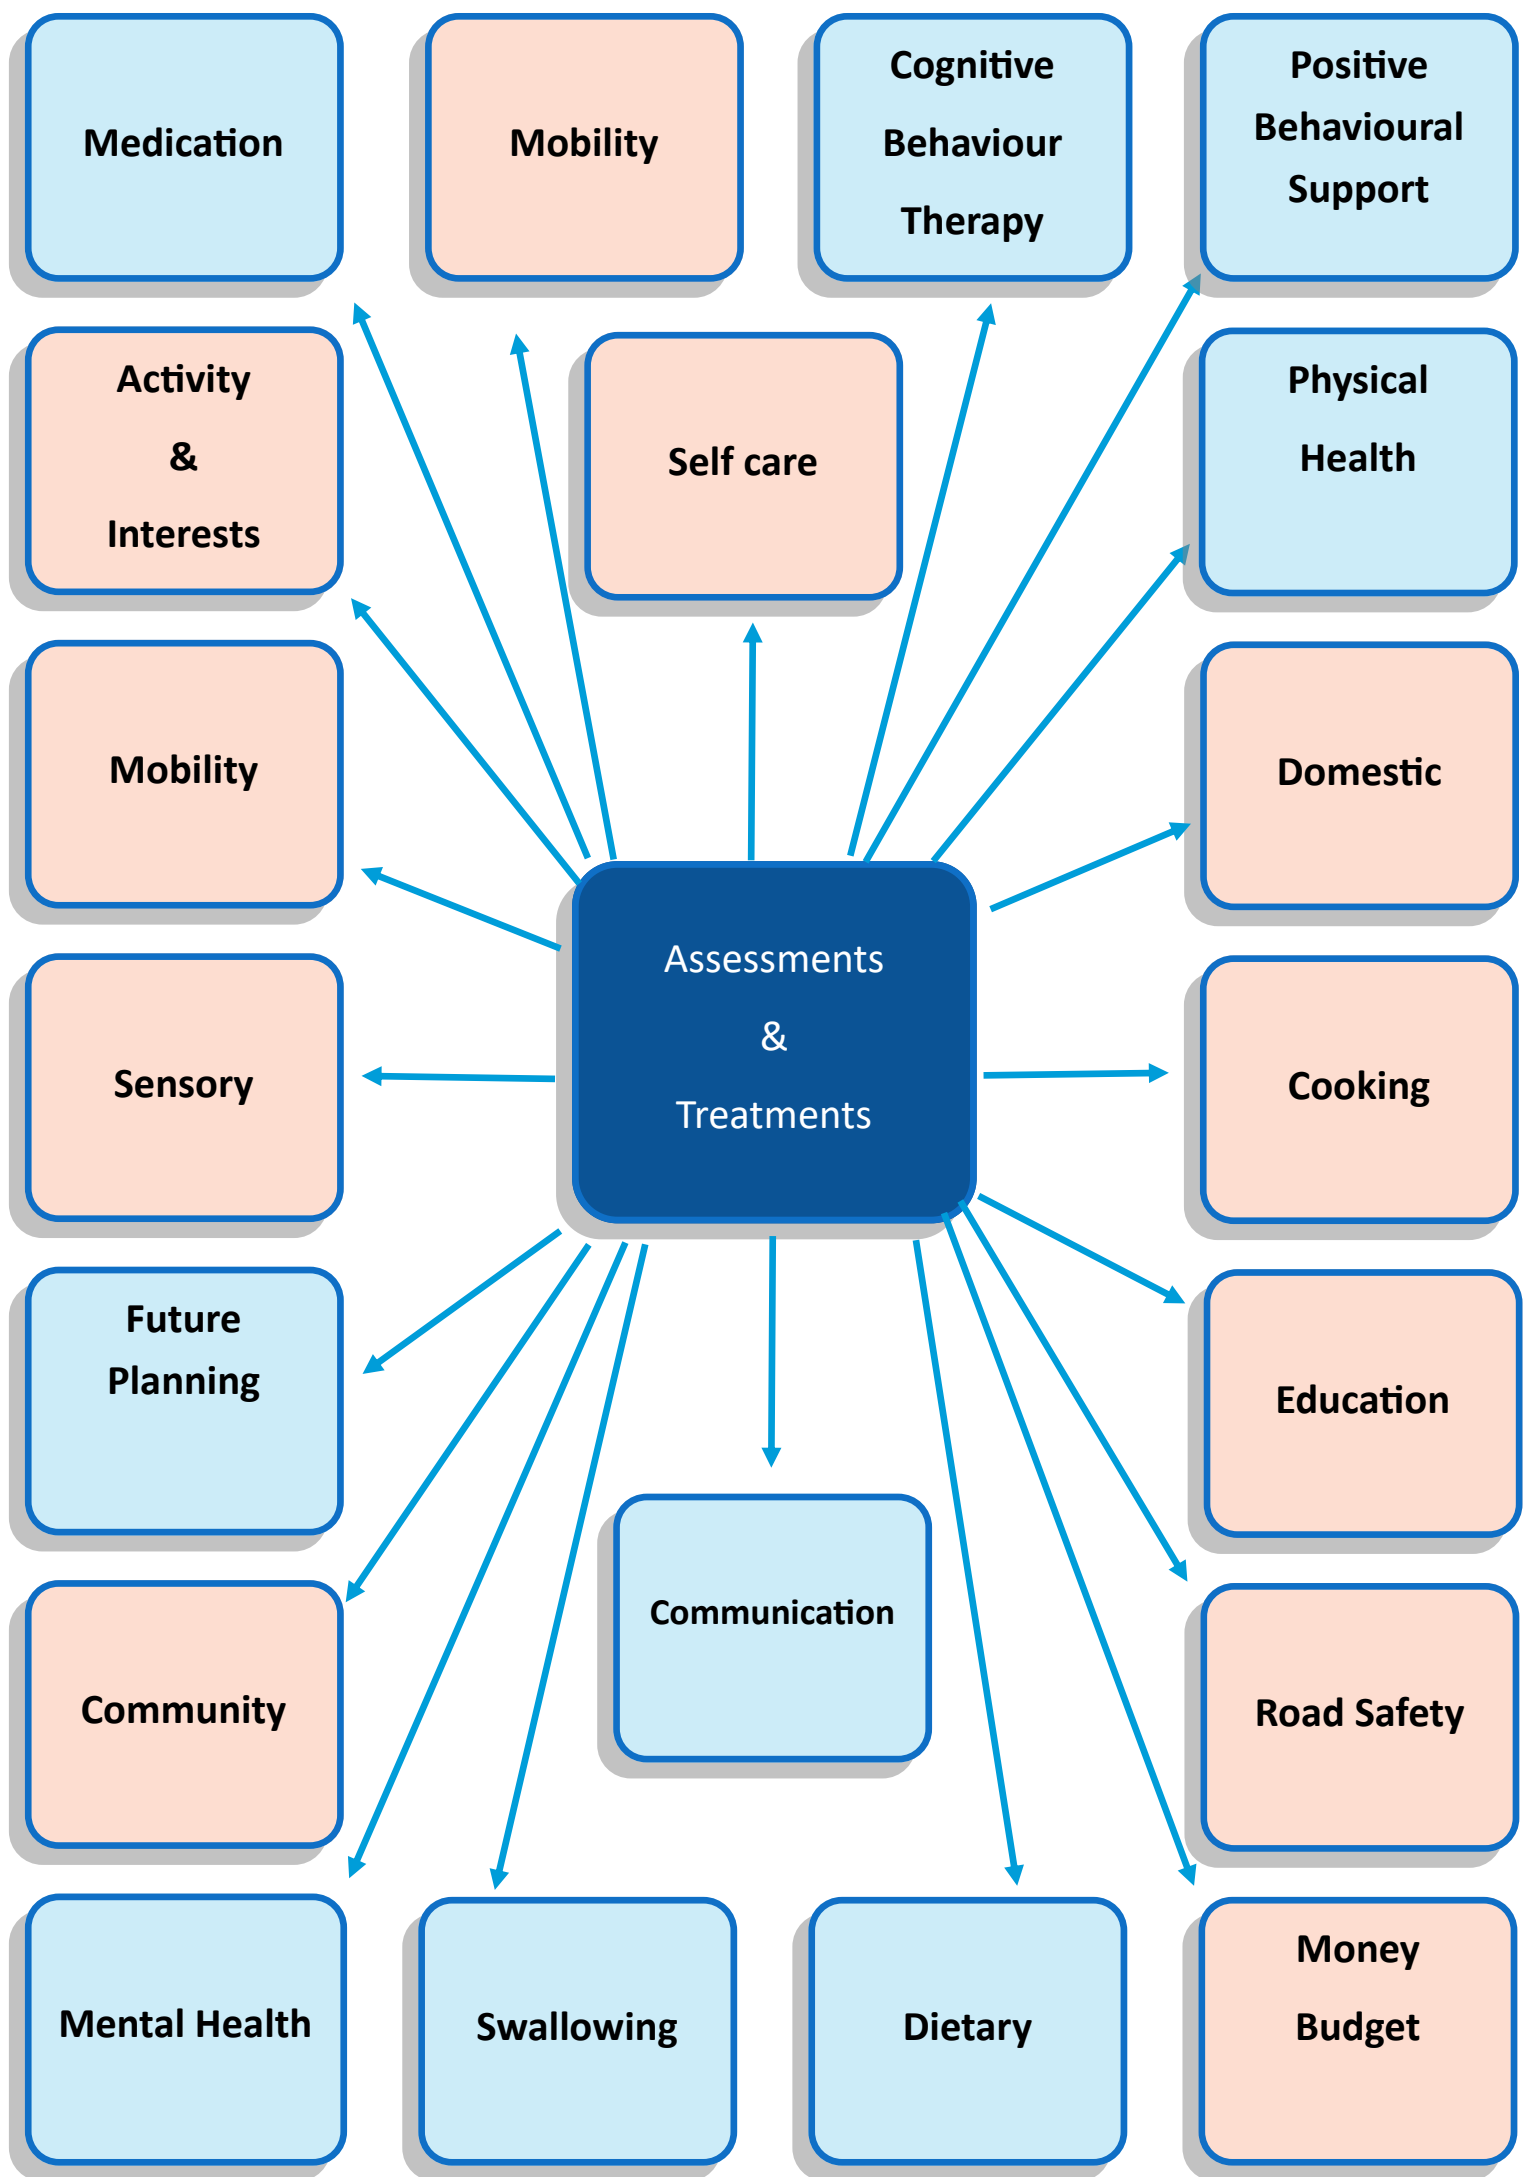 Medication
Mobility
Cognitive
Behaviour
Therapy
Positive
Behavioural
Support
Activity
&
Interests
Self care
Physical
Health
Mobility
Domestic
Assessments
&
Treatments
Sensory
Cooking
Future
Planning
Education
Communication
Community
Road Safety
Mental Health
Swallowing
Dietary
Money
Budget